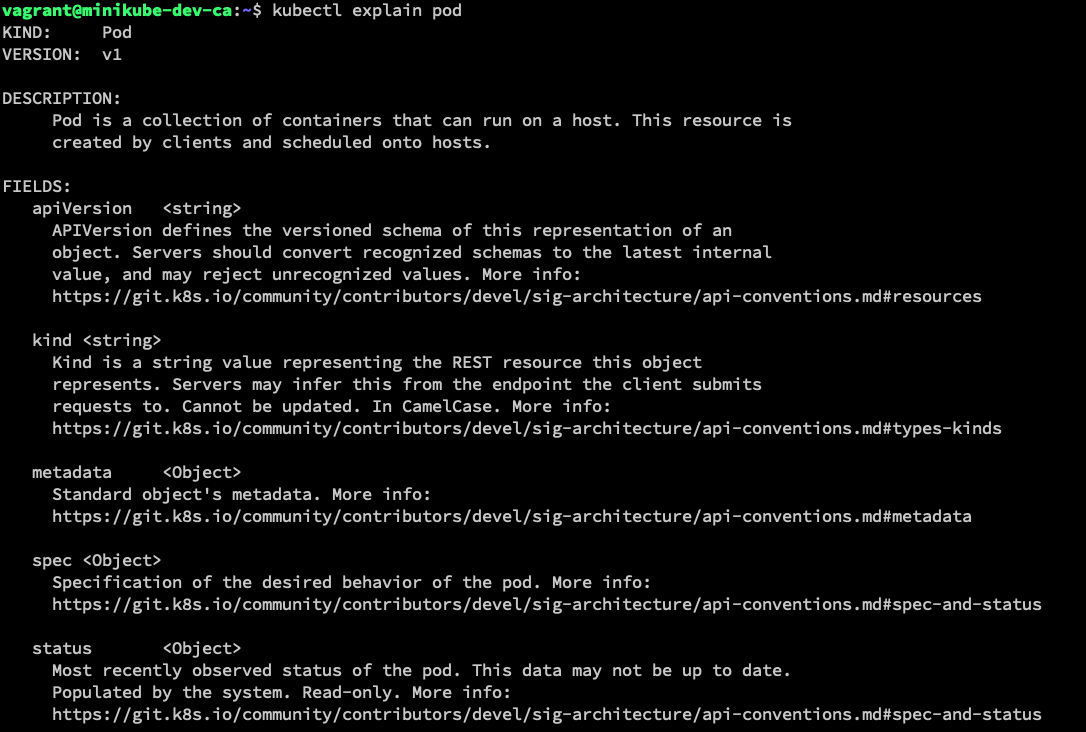 vagrant@minikube-dev-ca:~$ kubectl explain pod
KIND:     Pod
VERSION:  v1

DESCRIPTION:
     Pod is a collection of containers that can run on a host. This resource is
     created by clients and scheduled onto hosts.

FIELDS:
   apiVersion   <string>
     APIVersion defines the versioned schema of this representation of an
     object. Servers should convert recognized schemas to the latest internal
     value, and may reject unrecognized values. More info:
     https://git.k8s.io/community/contributors/devel/sig-architecture/api-conventions.md#resources

   kind <string>
     Kind is a string value representing the REST resource this object
     represents. Servers may infer this from the endpoint the client submits
     requests to. Cannot be updated. In CamelCase. More info:
     https://git.k8s.io/community/contributors/devel/sig-architecture/api-conventions.md#types-kinds

   metadata     <Object>
     Standard object's metadata. More info:
     https://git.k8s.io/community/contributors/devel/sig-architecture/api-conventions.md#metadata

   spec <Object>
     Specification of the desired behavior of the pod. More info:
     https://git.k8s.io/community/contributors/devel/sig-architecture/api-conventions.md#spec-and-status

   status       <Object>
     Most recently observed status of the pod. This data may not be up to date.
     Populated by the system. Read-only. More info:
     https://git.k8s.io/community/contributors/devel/sig-architecture/api-conventions.md#spec-and-status